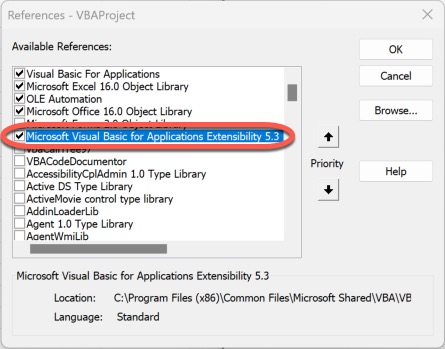 References - VBAProject
Available References:
Visual Basic For Applications
Microsoft Excel 16.0 Object Library
OLE Automation
Microsoft Office 16.0 Object Library
Microsoft Forms 2.0 Object Library
Microsoft Visual Basic for Applications Extensibility 5.3
VbaCallTree97
VBACodeDocumentor
AccessibilityCplAdmin 1.0 Type Library
Active DS Type Library
ActiveMovie control type library
AddinLoaderLib
Agent 1.0 Type Library
AgentWmiLib
OK
Cancel
Browse...
Priority
Help
Microsoft Visual Basic for Applications Extensibility 5.3
Location: C:\Program Files (x86)\Common Files\Microsoft Shared\VBA\VB
Language: Standard